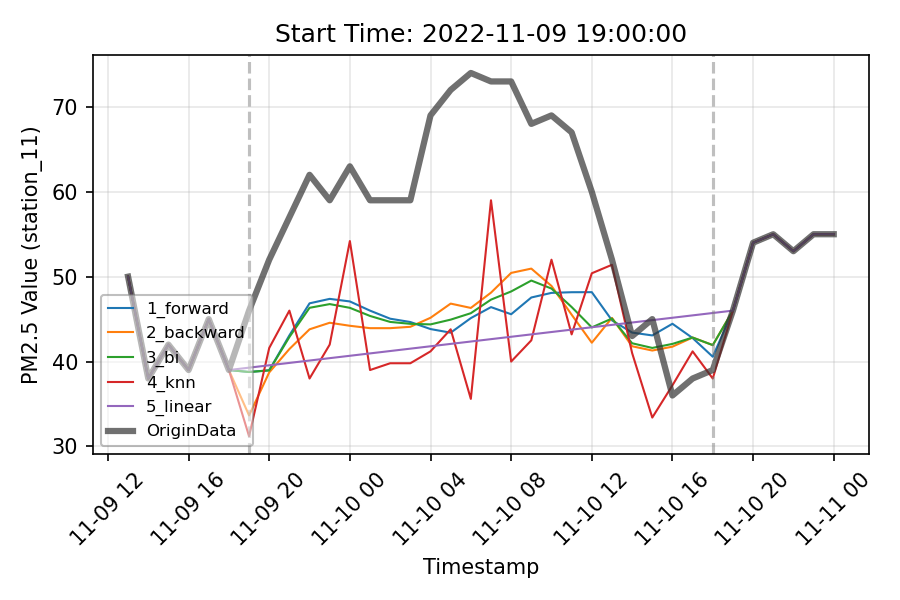 Start Time: 2022-11-09 19:00:00
PM2.5 Value (station_11)
70
60
50
40
30
1_forward
2_backward
3_bi
4_knn
5_linear
OriginData
11-09 12
11-09 16
11-09 20
11-10 00
11-10 04
11-10 08
11-10 12
11-10 16
11-10 20
11-11 00
Timestamp